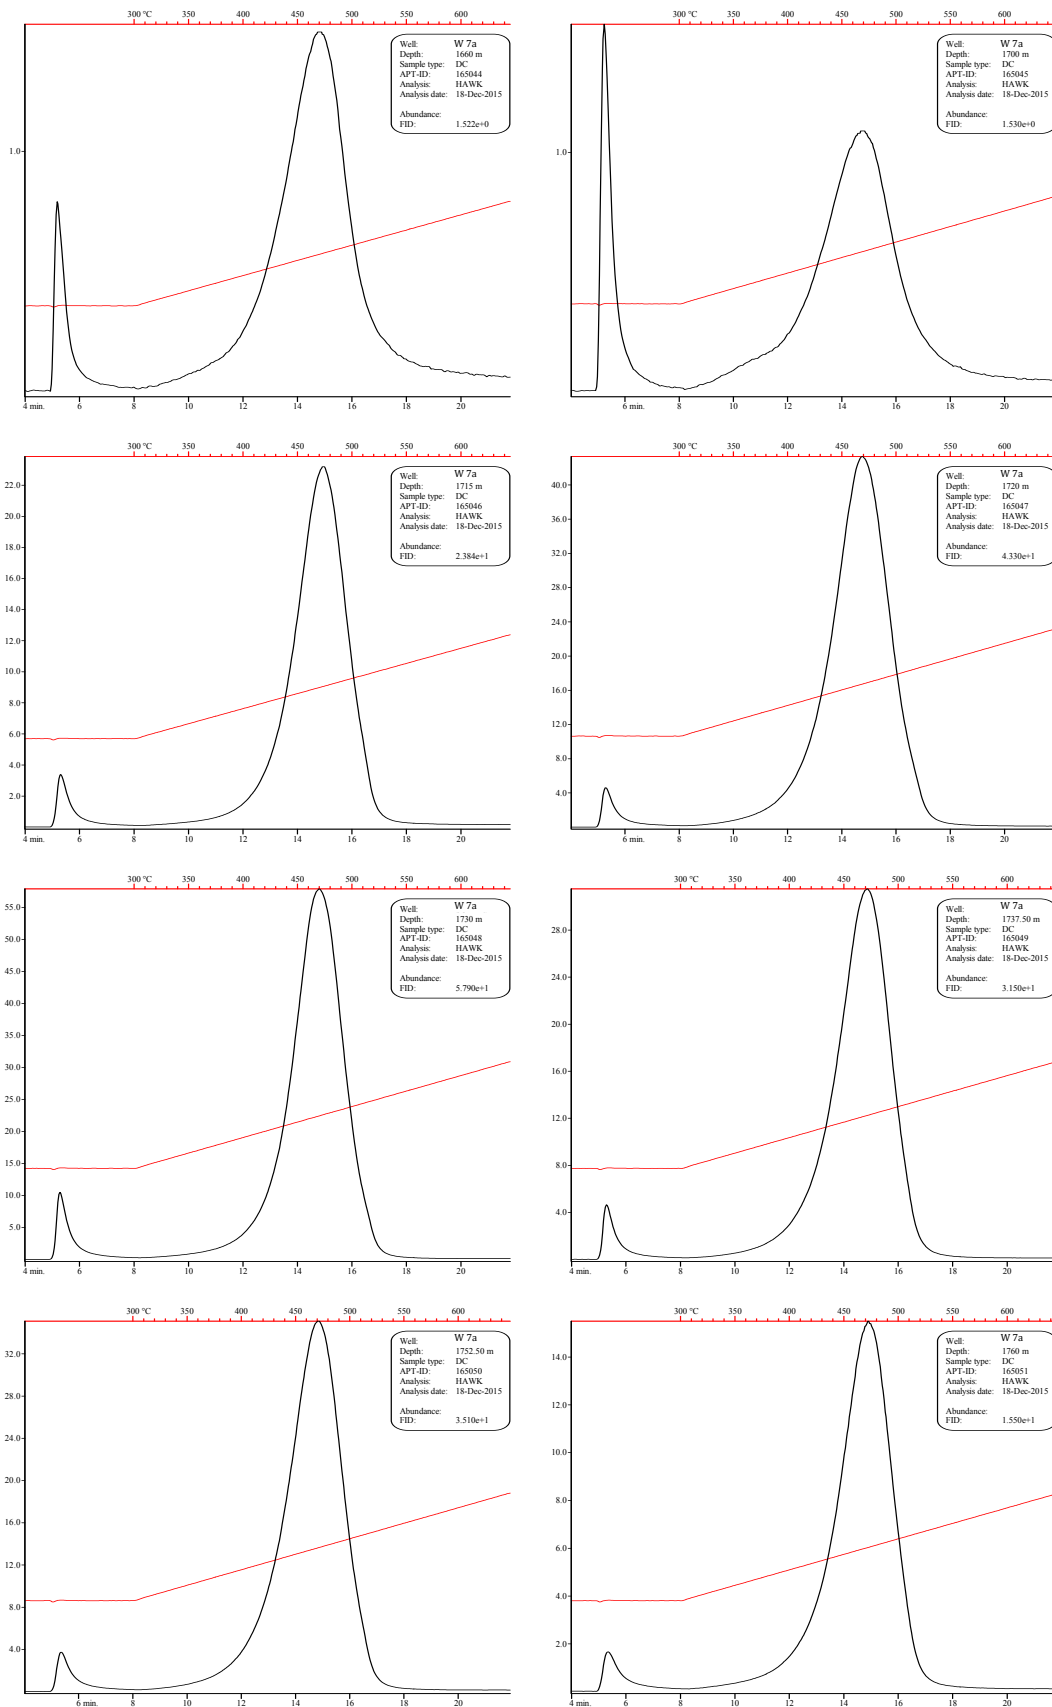 300 °C 350 400 450 500 550 600
1.0
4 min. 6 8 10 12 14 16 18 20
Well: W 7a
Depth: 1660 m
Sample type: DC
APT-ID: 165044
Analysis: HAWK
Analysis date: 18-Dec-2015
Abundance:
FID: 1.522e+0
300 °C 350 400 450 500 550 600
1.0
6 min. 8 10 12 14 16 18 20
Well: W 7a
Depth: 1700 m
Sample type: DC
APT-ID: 165045
Analysis: HAWK
Analysis date: 18-Dec-2015
Abundance:
FID: 1.530e+0
300 °C 350 400 450 500 550 600
22.0
20.0
18.0
16.0
14.0
12.0
10.0
8.0
6.0
4.0
2.0
4 min. 6 8 10 12 14 16 18 20
Well: W 7a
Depth: 1715 m
Sample type: DC
APT-ID: 165046
Analysis: HAWK
Analysis date: 18-Dec-2015
Abundance:
FID: 2.384e+1
300 °C 350 400 450 500 550 600
40.0
36.0
32.0
28.0
24.0
20.0
16.0
12.0
8.0
4.0
6 min. 8 10 12 14 16 18 20
Well: W 7a
Depth: 1720 m
Sample type: DC
APT-ID: 165047
Analysis: HAWK
Analysis date: 18-Dec-2015
Abundance:
FID: 4.330e+1
300 °C 350 400 450 500 550 600
55.0
50.0
45.0
40.0
35.0
30.0
25.0
20.0
15.0
10.0
5.0
4 min. 6 8 10 12 14 16 18 20
Well: W 7a
Depth: 1730 m
Sample type: DC
APT-ID: 165048
Analysis: HAWK
Analysis date: 18-Dec-2015
Abundance:
FID: 5.790e+1
300 °C 350 400 450 500 550 600
28.0
24.0
20.0
16.0
12.0
8.0
4.0
4 min. 6 8 10 12 14 16 18 20
Well: W 7a
Depth: 1737.50 m
Sample type: DC
APT-ID: 165049
Analysis: HAWK
Analysis date: 18-Dec-2015
Abundance:
FID: 3.150e+1
300 °C 350 400 450 500 550 600
32.0
28.0
24.0
20.0
16.0
12.0
8.0
4.0
6 min. 8 10 12 14 16 18 20
Well: W 7a
Depth: 1752.50 m
Sample type: DC
APT-ID: 165050
Analysis: HAWK
Analysis date: 18-Dec-2015
Abundance:
FID: 3.510e+1
300 °C 350 400 450 500 550 600
14.0
12.0
10.0
8.0
6.0
4.0
2.0
4 min. 6 8 10 12 14 16 18 20
Well: W 7a
Depth: 1760 m
Sample type: DC
APT-ID: 165051
Analysis: HAWK
Analysis date: 18-Dec-2015
Abundance:
FID: 1.550e+1